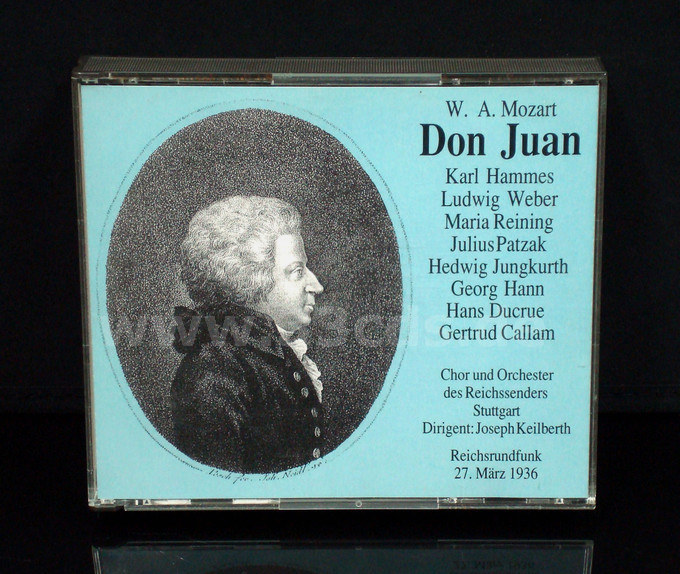 W. A. Mozart
Don Juan
Karl Hammes
Ludwig Weber
Maria Reining
Julius Patzak
Hedwig Jungkurth
Georg Hann
Hans Ducrue
Gertrud Callam
Chor und Orchester
des Reichssenders
Stuttgart
Dirigent: Joseph Keilberth
Reichsrundfunk
27. März 1936